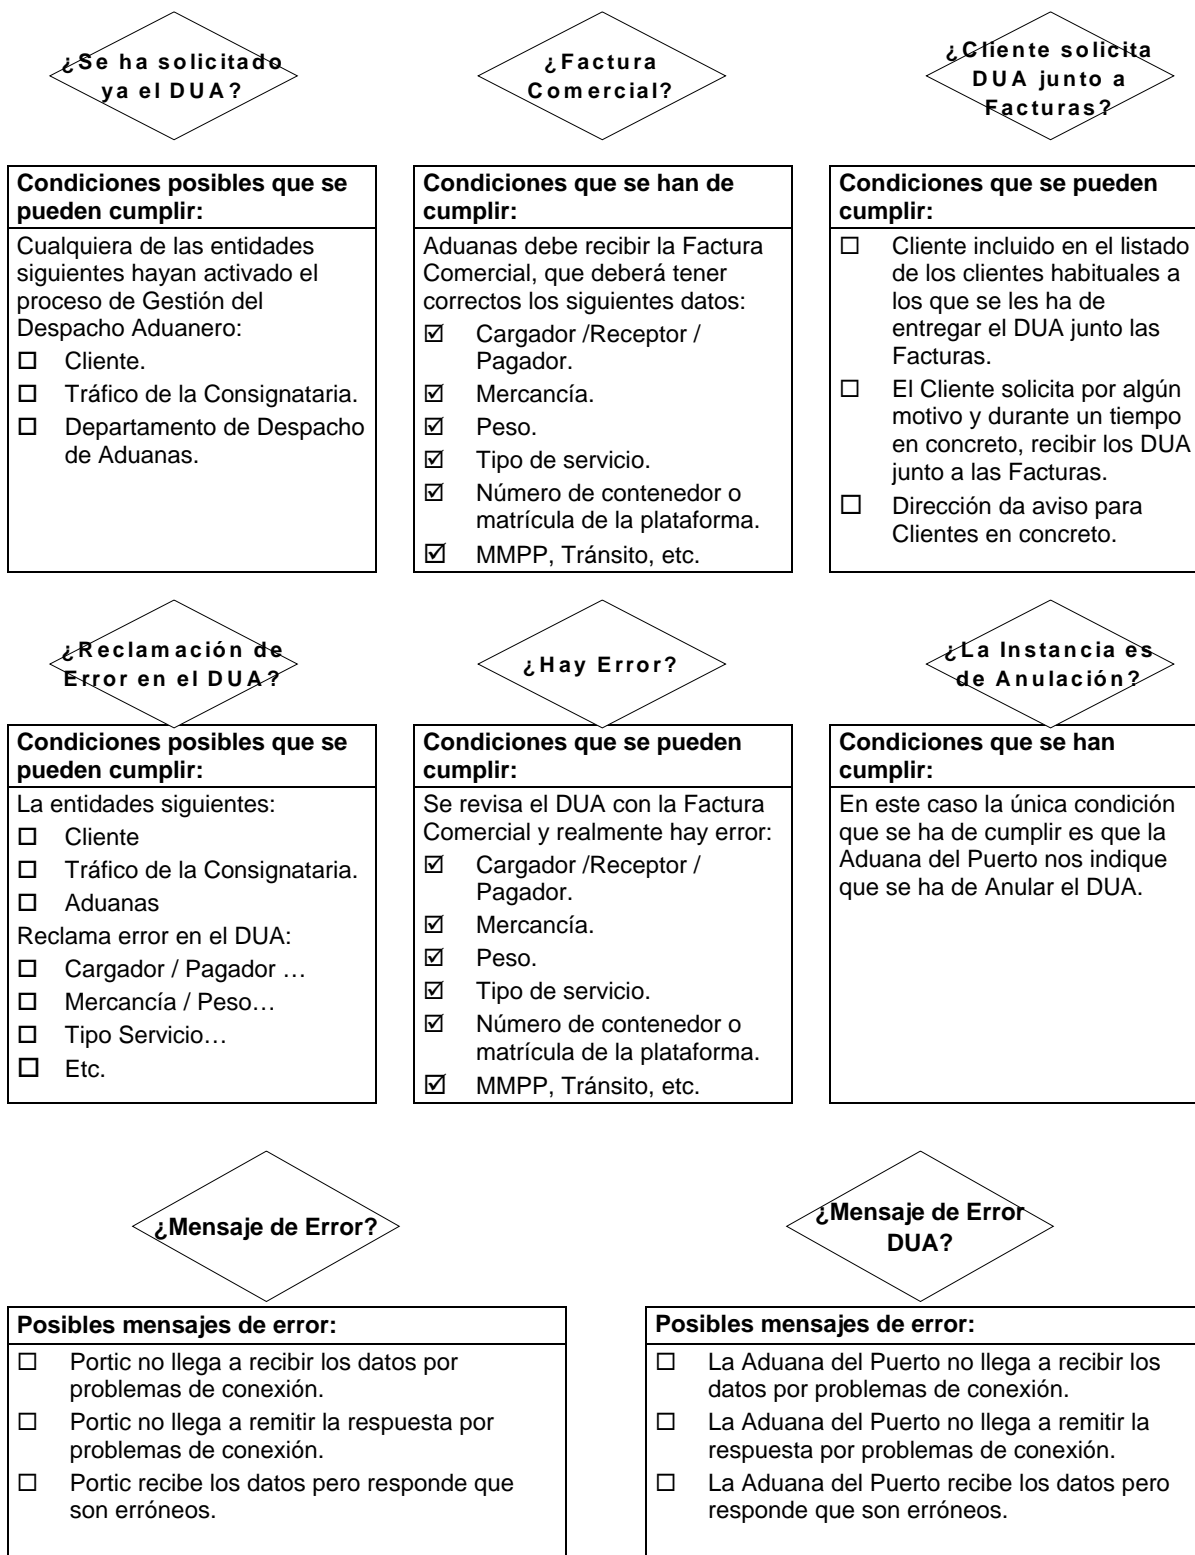 ¿Se ha solicitado
ya el DUA?
Condiciones posibles que se
pueden cumplir:
Cualquiera de las entidades
siguientes hayan activado el
proceso de Gestión del
Despacho Aduanero:
☐ Cliente.
☐ Tráfico de la Consignataria.
☐ Departamento de Despacho
de Aduanas.
¿Factura
Comercial?
Condiciones que se han de
cumplir:
Aduanas debe recibir la Factura
Comercial, que deberá tener
correctos los siguientes datos:
☑ Cargador /Receptor /
Pagador.
☑ Mercancía.
☑ Peso.
☑ Tipo de servicio.
☑ Número de contenedor o
matrícula de la plataforma.
☑ MMPP, Tránsito, etc.
¿Cliente solicita
DUA junto a
Facturas?
Condiciones que se pueden
cumplir:
☐ Cliente incluido en el listado
de los clientes habituales a
los que se les ha de
entregar el DUA junto las
Facturas.
☐ El Cliente solicita por algún
motivo y durante un tiempo
en concreto, recibir los DUA
junto a las Facturas.
☐ Dirección da aviso para
Clientes en concreto.
¿Reclamación de
Error en el DUA?
Condiciones posibles que se
pueden cumplir:
La entidades siguientes:
☐ Cliente
☐ Tráfico de la Consignataria.
☐ Aduanas
Reclama error en el DUA:
☐ Cargador / Pagador …
☐ Mercancía / Peso…
☐ Tipo Servicio…
☐ Etc.
¿Hay Error?
Condiciones que se pueden
cumplir:
Se revisa el DUA con la Factura
Comercial y realmente hay error:
☑ Cargador /Receptor /
Pagador.
☑ Mercancía.
☑ Peso.
☑ Tipo de servicio.
☑ Número de contenedor o
matrícula de la plataforma.
☑ MMPP, Tránsito, etc.
¿La Instancia es
de Anulación?
Condiciones que se han
cumplir:
En este caso la única condición
que se ha de cumplir es que la
Aduana del Puerto nos indique
que se ha de Anular el DUA.
¿Mensaje de Error?
Posibles mensajes de error:
☐ Portic no llega a recibir los datos por
problemas de conexión.
☐ Portic no llega a remitir la respuesta por
problemas de conexión.
☐ Portic recibe los datos pero responde que
son erróneos.
¿Mensaje de Error
DUA?
Posibles mensajes de error:
☐ La Aduana del Puerto no llega a recibir los
datos por problemas de conexión.
☐ La Aduana del Puerto no llega a remitir la
respuesta por problemas de conexión.
☐ La Aduana del Puerto recibe los datos pero
responde que son erróneos.